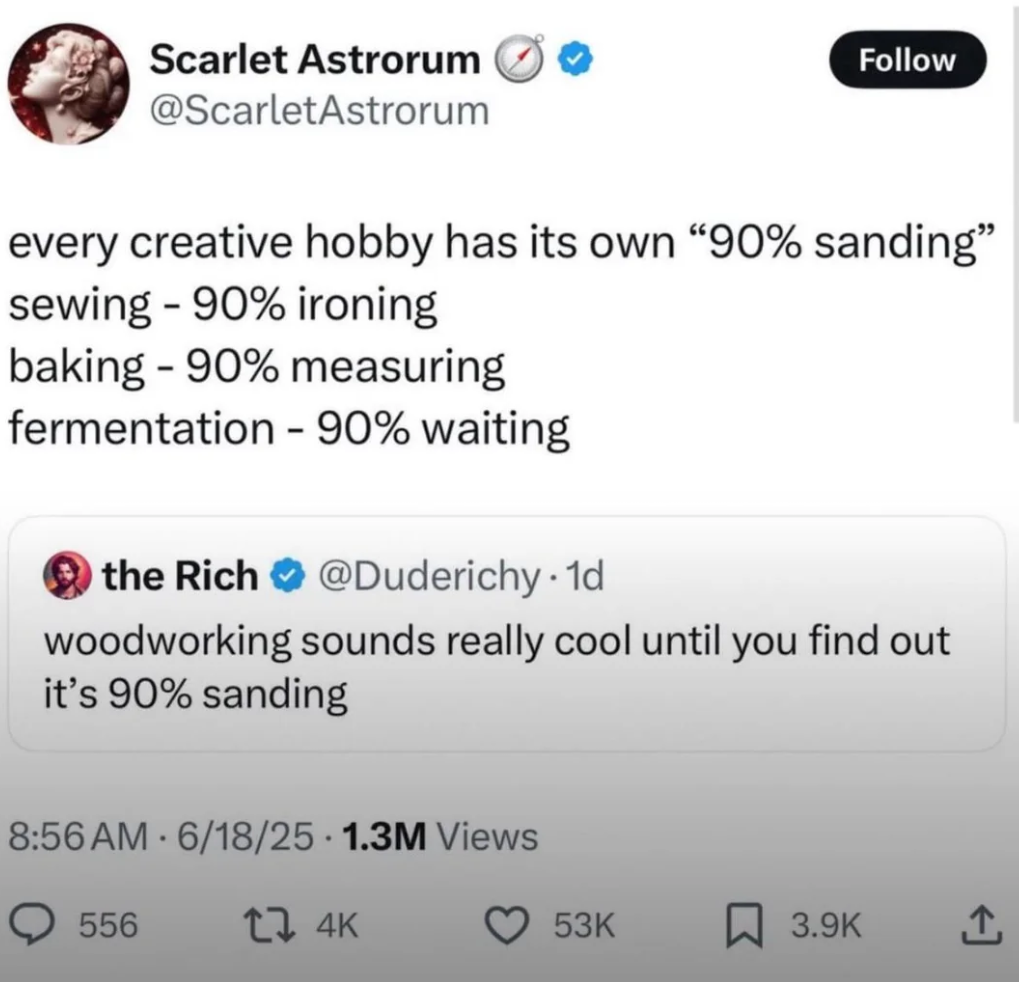 Scarlet Astrorum
Follow
@ScarletAstrorum
every creative hobby has its own “90% sanding”
sewing - 90% ironing
baking - 90% measuring
fermentation - 90% waiting
the Rich @Duderichy · 1d
woodworking sounds really cool until you find out
it’s 90% sanding
8:56 AM · 6/18/25 · 1.3M Views
556 4K 53K 3.9K